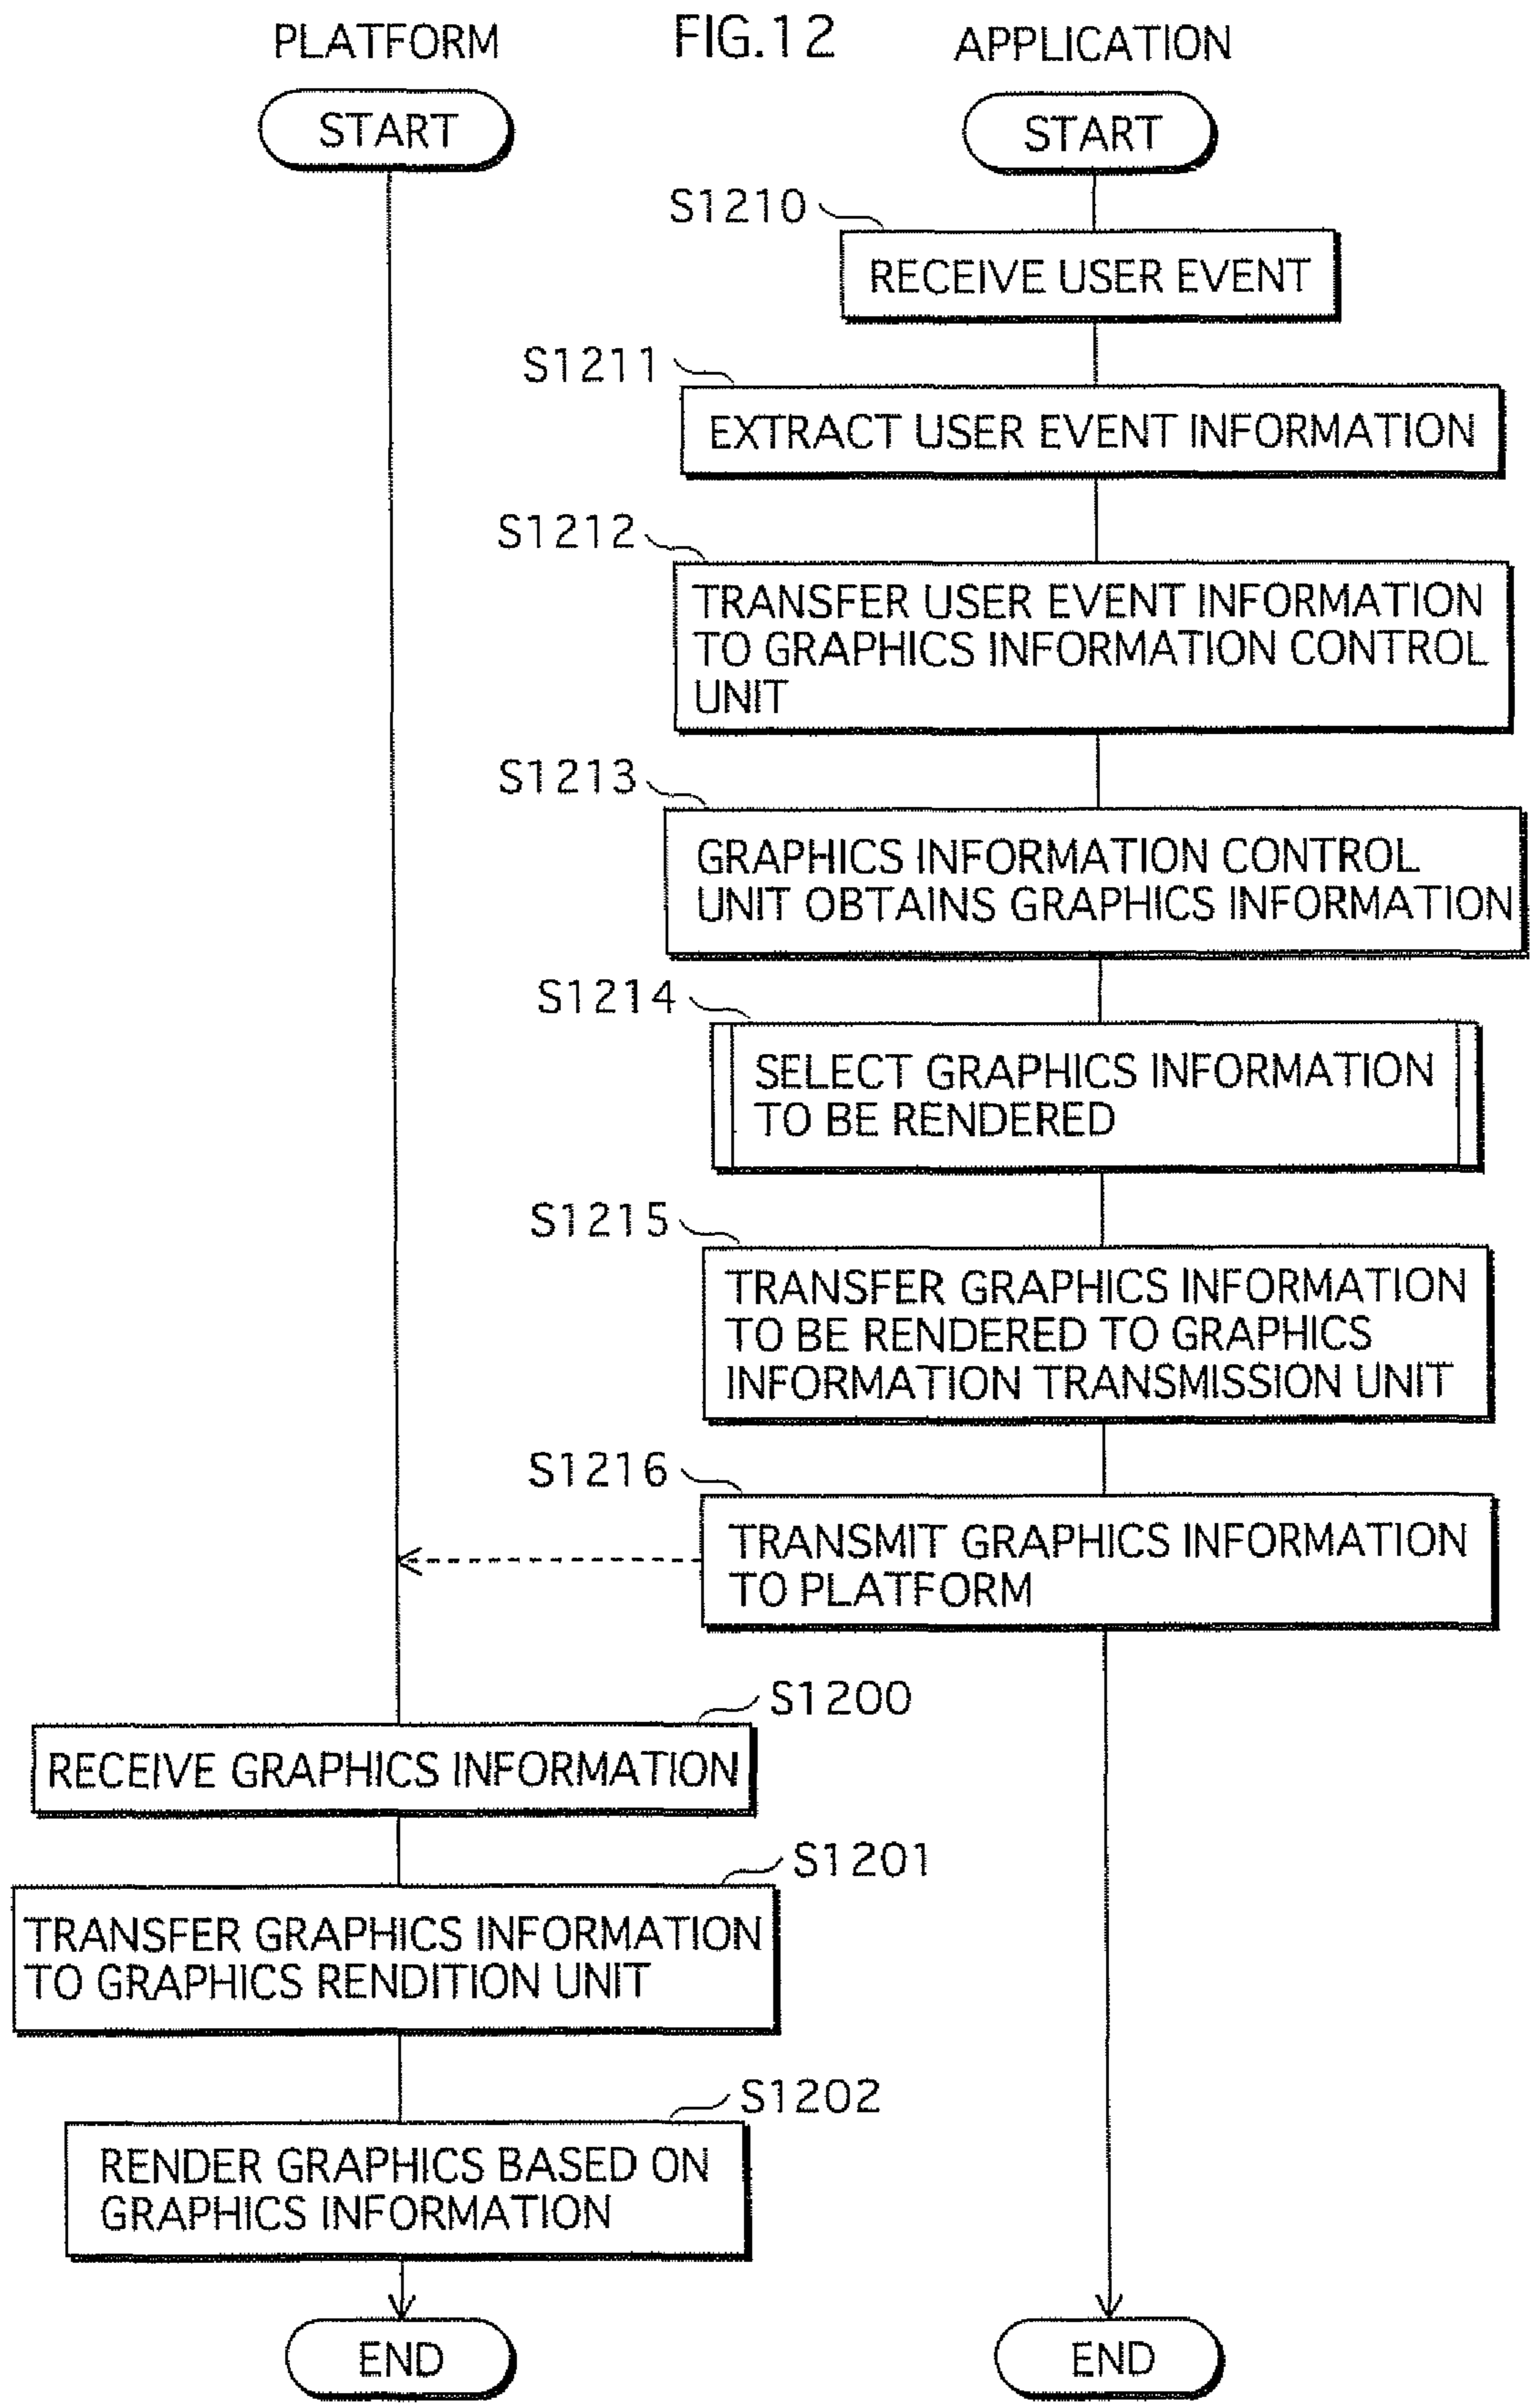 PLATFORM
FIG.12
APPLICATION
START
START
S1210
RECEIVE USER EVENT
S1211
EXTRACT USER EVENT INFORMATION
S1212
TRANSFER USER EVENT INFORMATION
TO GRAPHICS INFORMATION CONTROL
UNIT
S1213
GRAPHICS INFORMATION CONTROL
UNIT OBTAINS GRAPHICS INFORMATION
S1214
SELECT GRAPHICS INFORMATION
TO BE RENDERED
S1215
TRANSFER GRAPHICS INFORMATION
TO BE RENDERED TO GRAPHICS
INFORMATION TRANSMISSION UNIT
S1216
TRANSMIT GRAPHICS INFORMATION
TO PLATFORM
S1200
RECEIVE GRAPHICS INFORMATION
S1201
TRANSFER GRAPHICS INFORMATION
TO GRAPHICS RENDITION UNIT
S1202
RENDER GRAPHICS BASED ON
GRAPHICS INFORMATION
END
END